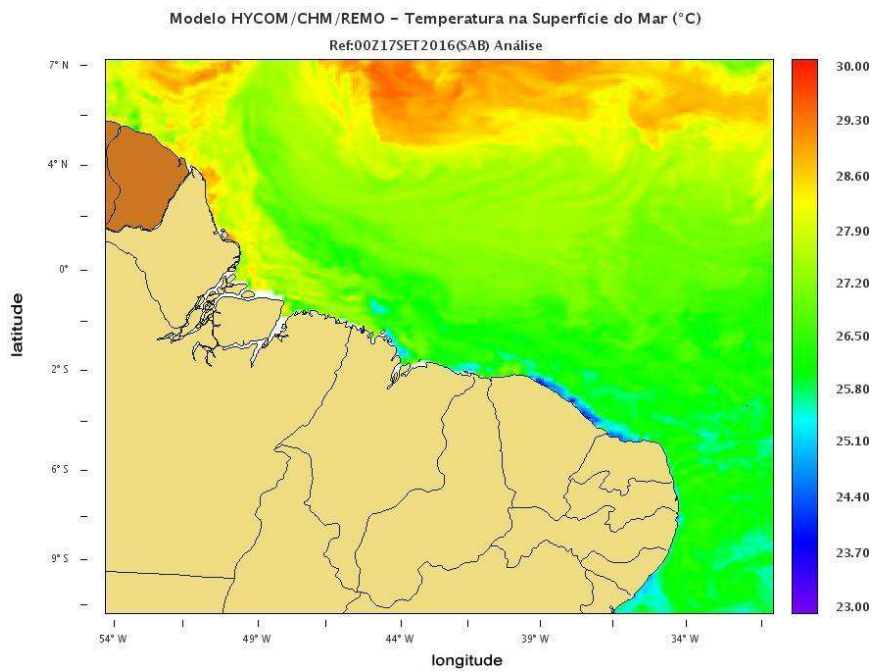 Modelo HYCOM/CHM/REMO - Temperatura na Superfície do Mar (°C)
Ref:00Z17SET2016(SAB) Análise
7° N
4° N
0°
2° S
6° S
9° S
latitude
54° W
49° W
44° W
39° W
34° W
longitude
30.00
29.30
28.60
27.90
27.20
26.50
25.80
25.10
24.40
23.70
23.00